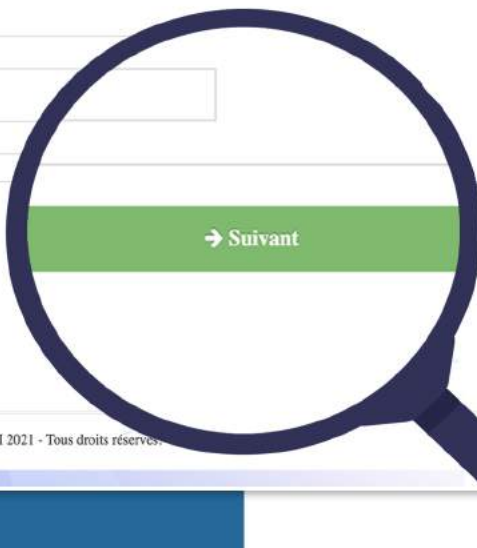 → Suivant
2021 - Tous droits réservés.